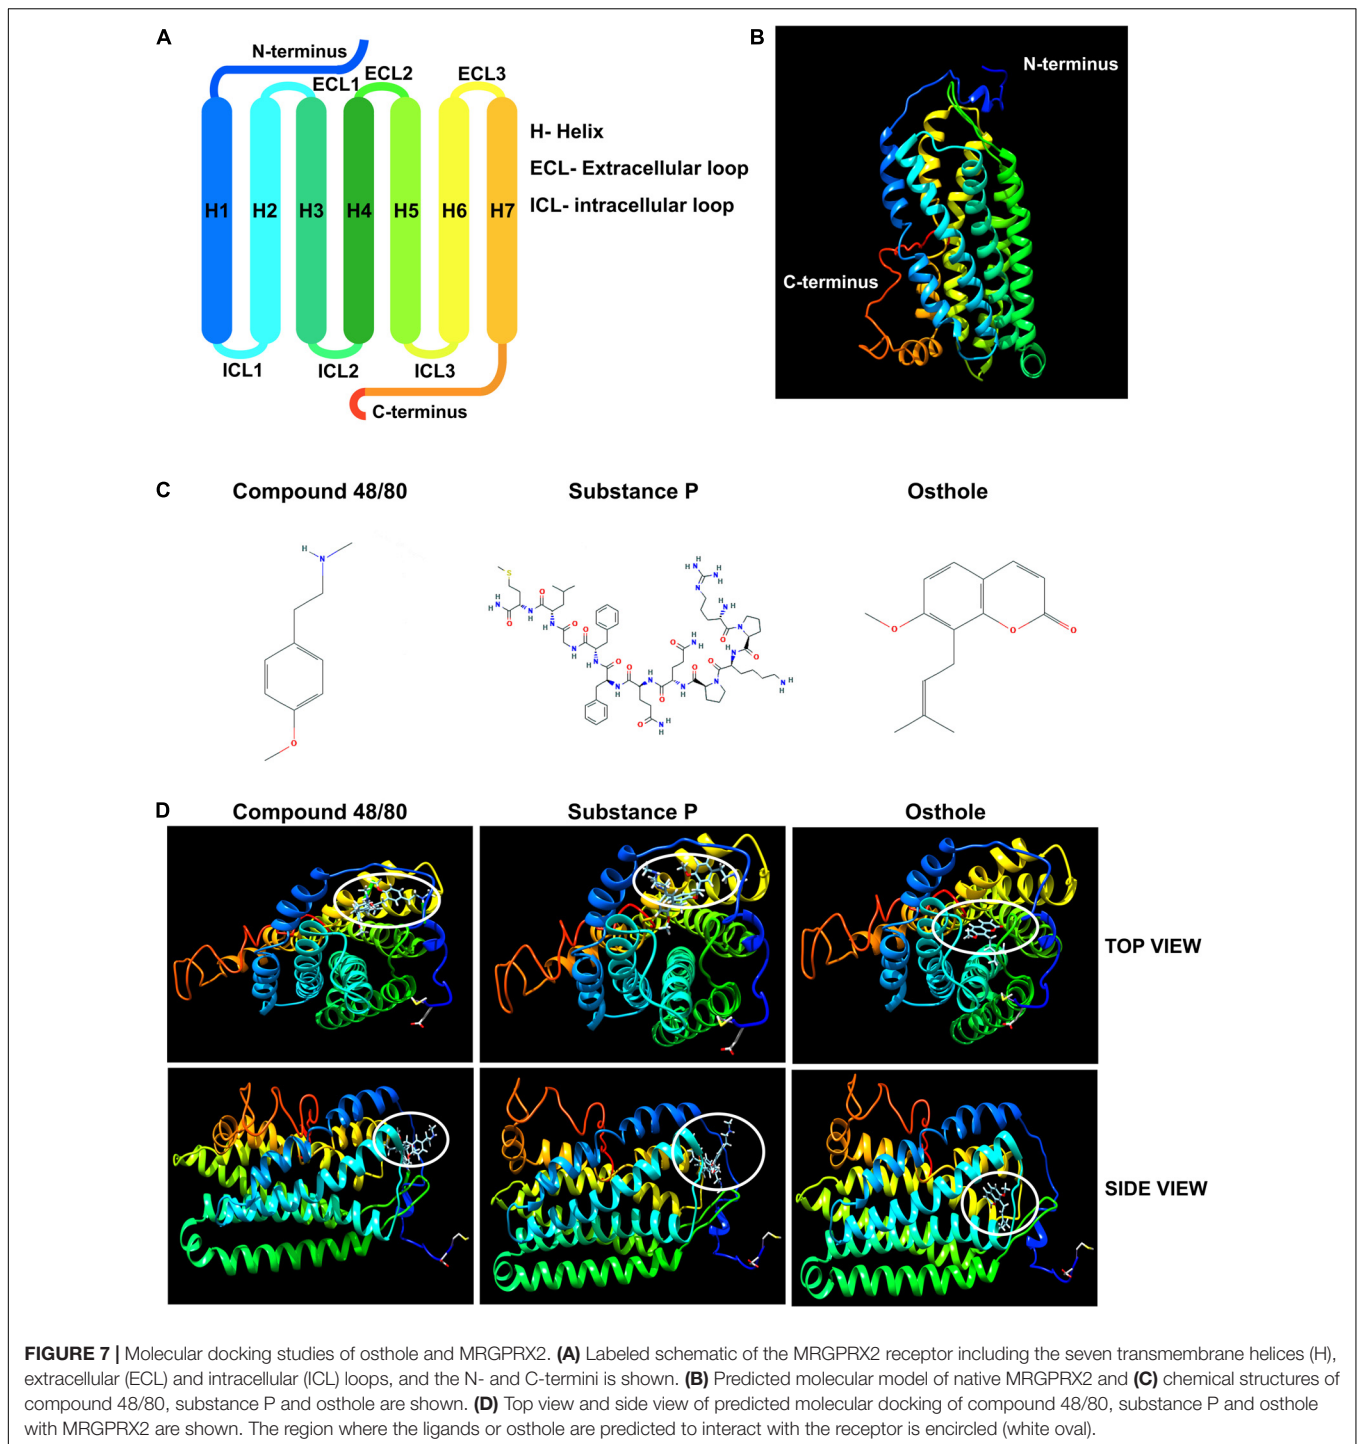 A
N-terminus
ECL1
ECL2
ECL3
H1
H2
H3
H4
H5
H6
H7
H- Helix
ECL- Extracellular loop
ICL- intracellular loop
ICL1
ICL2
ICL3
C-terminus
B
N-terminus
C-terminus
C
Compound 48/80
Substance P
Osthole
D
Compound 48/80
Substance P
Osthole
TOP VIEW
SIDE VIEW
FIGURE 7 | Molecular docking studies of osthole and MRGPRX2. (A) Labeled schematic of the MRGPRX2 receptor including the seven transmembrane helices (H),
extracellular (ECL) and intracellular (ICL) loops, and the N- and C-termini is shown. (B) Predicted molecular model of native MRGPRX2 and (C) chemical structures of
compound 48/80, substance P and osthole are shown. (D) Top view and side view of predicted molecular docking of compound 48/80, substance P and osthole
with MRGPRX2 are shown. The region where the ligands or osthole are predicted to interact with the receptor is encircled (white oval).